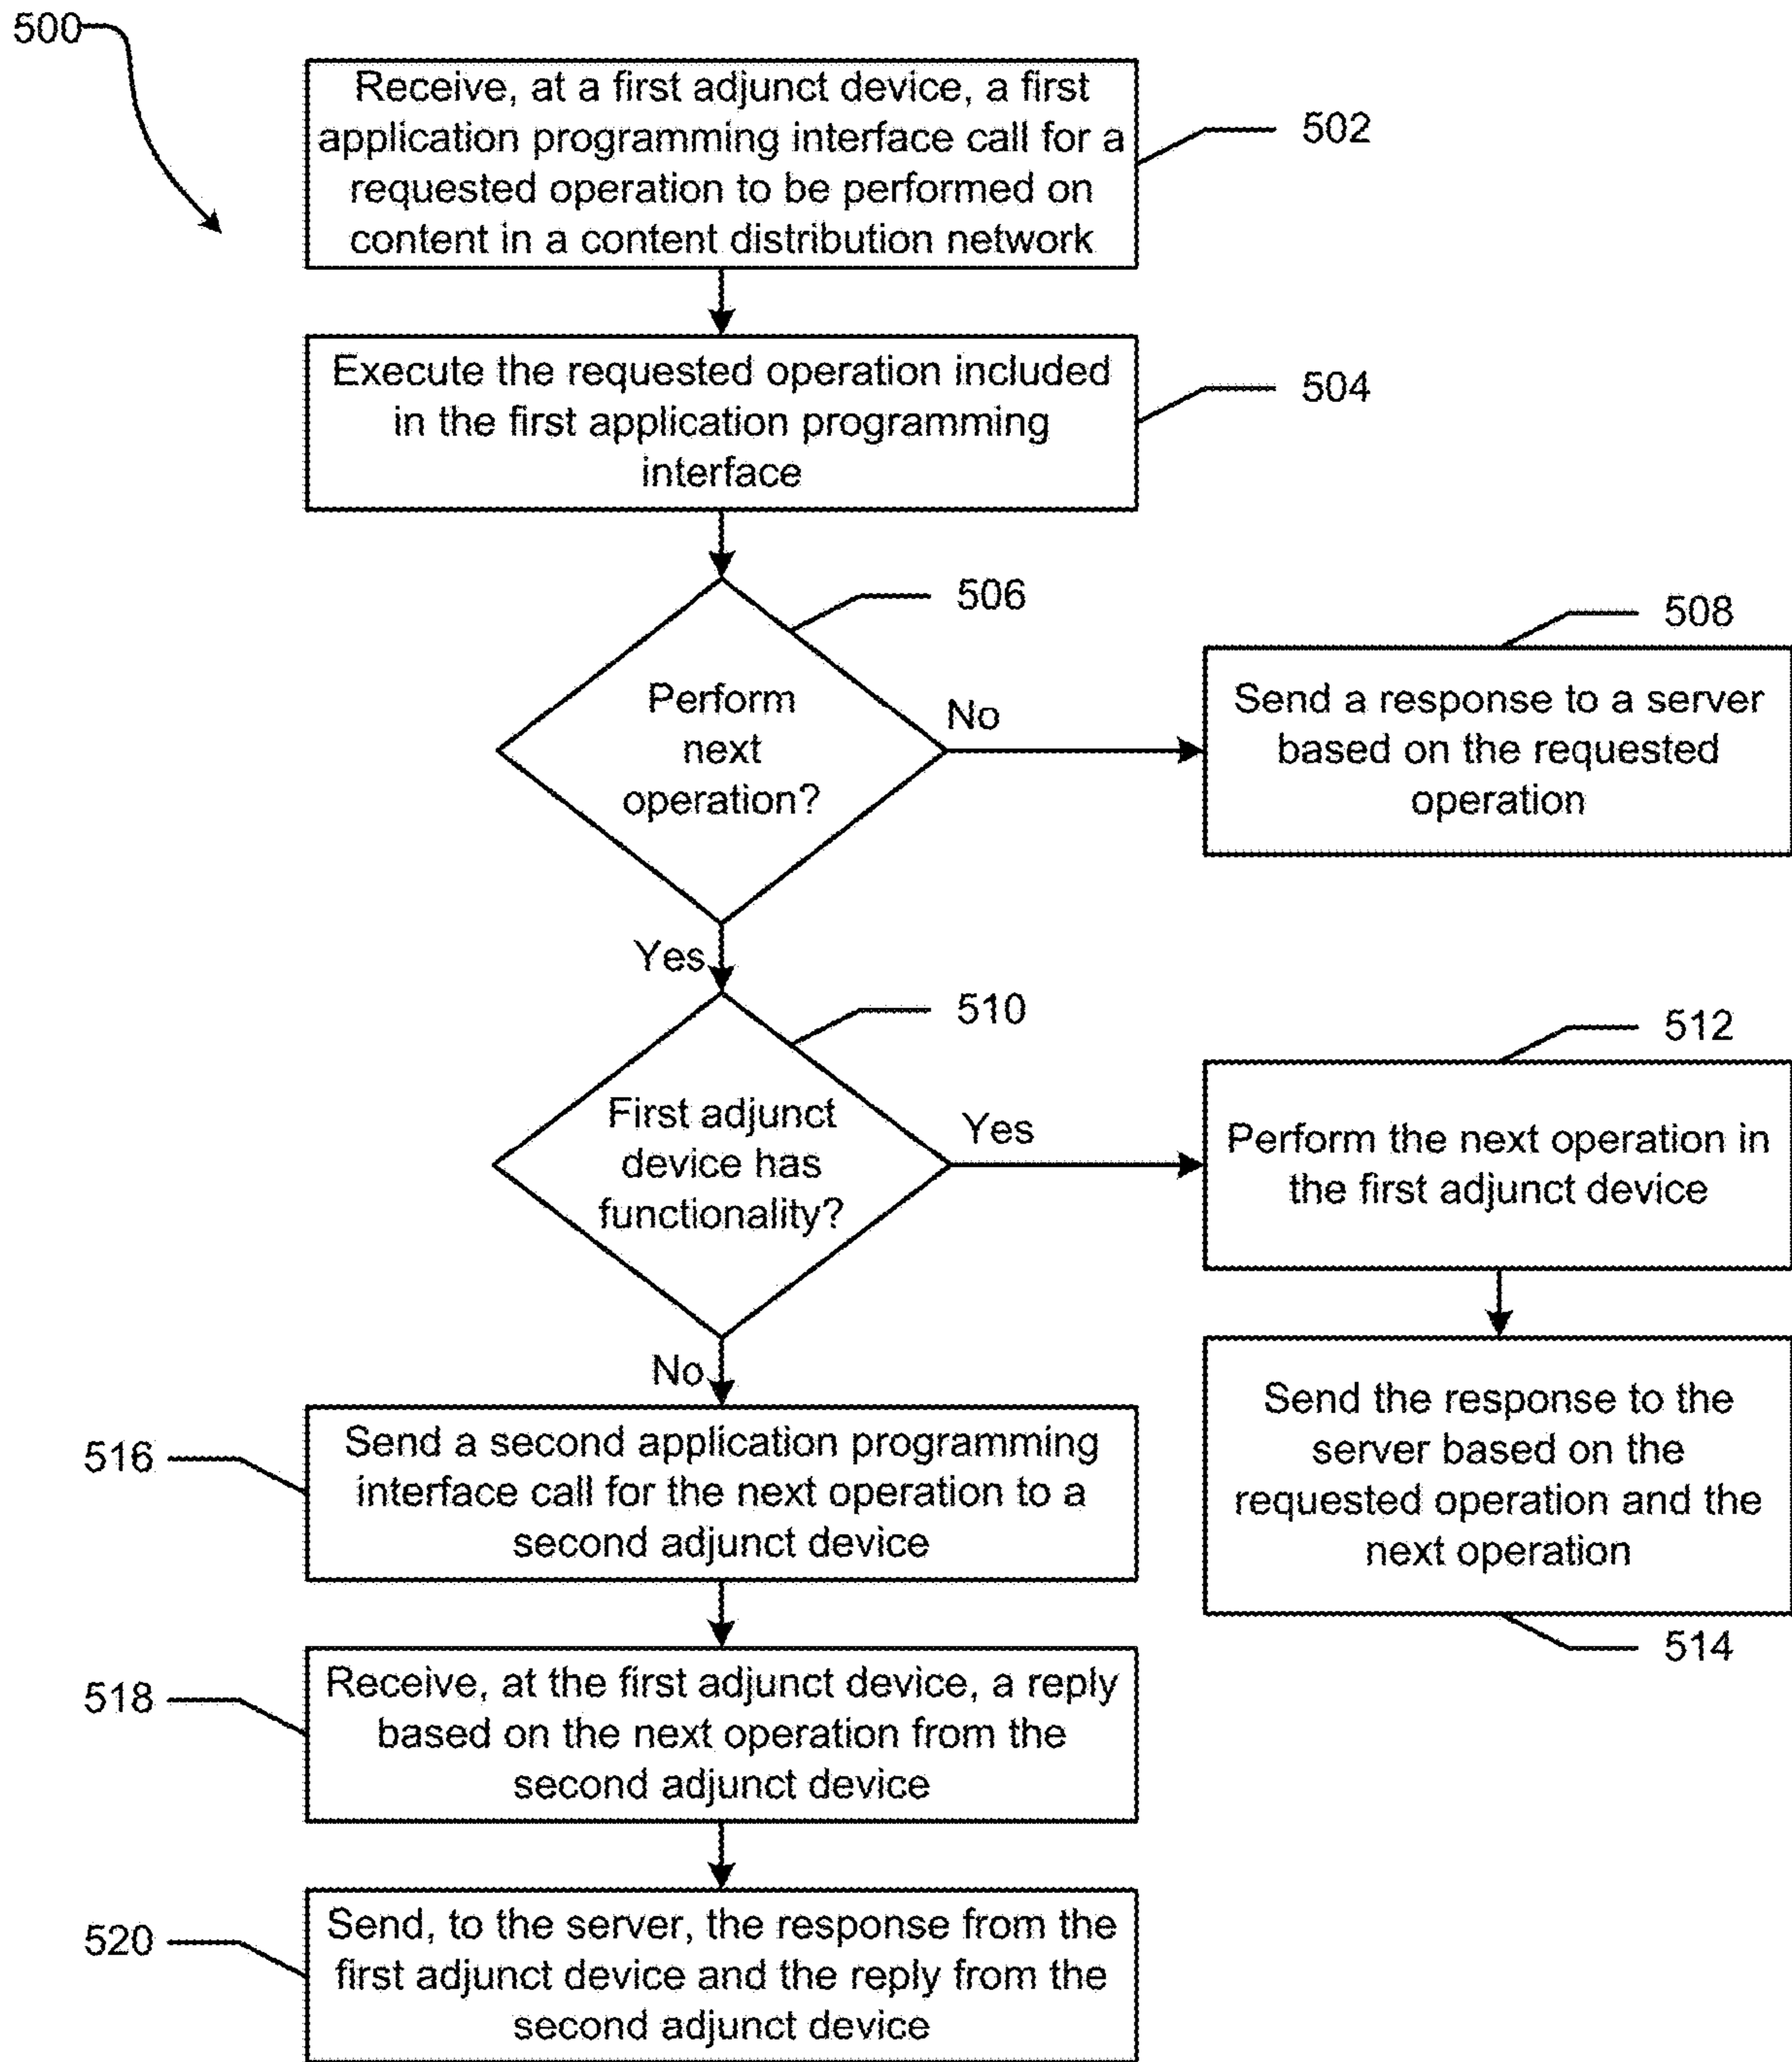 500
Receive, at a first adjunct device, a first
application programming interface call for a
requested operation to be performed on
content in a content distribution network
502
Execute the requested operation included
in the first application programming
interface
504
506
Perform
next
operation?
No
508
Send a response to a server
based on the requested
operation
Yes
510
First adjunct
device has
functionality?
Yes
512
Perform the next operation in
the first adjunct device
Send the response to the
server based on the
requested operation and the
next operation
514
No
516
Send a second application programming
interface call for the next operation to a
second adjunct device
518
Receive, at the first adjunct device, a reply
based on the next operation from the
second adjunct device
520
Send, to the server, the response from the
first adjunct device and the reply from the
second adjunct device